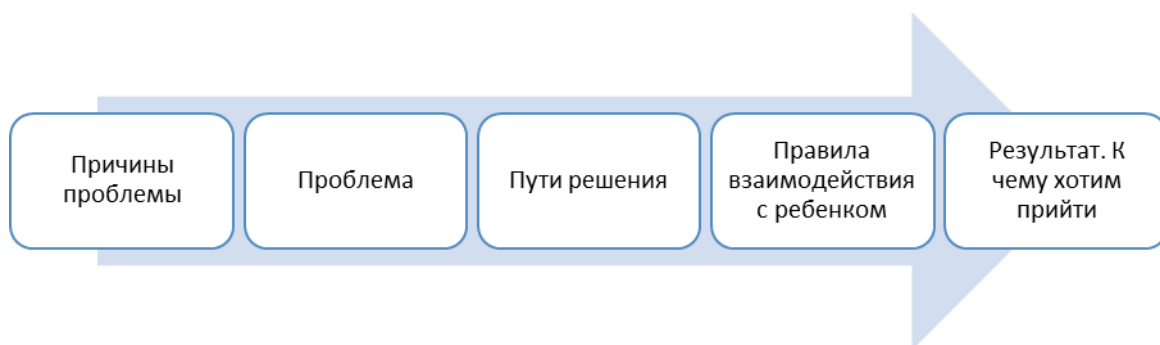 Причины
проблемы
Проблема
Пути решения
Правила
взаимодействия
с ребенком
Результат. К
чему хотим
прийти